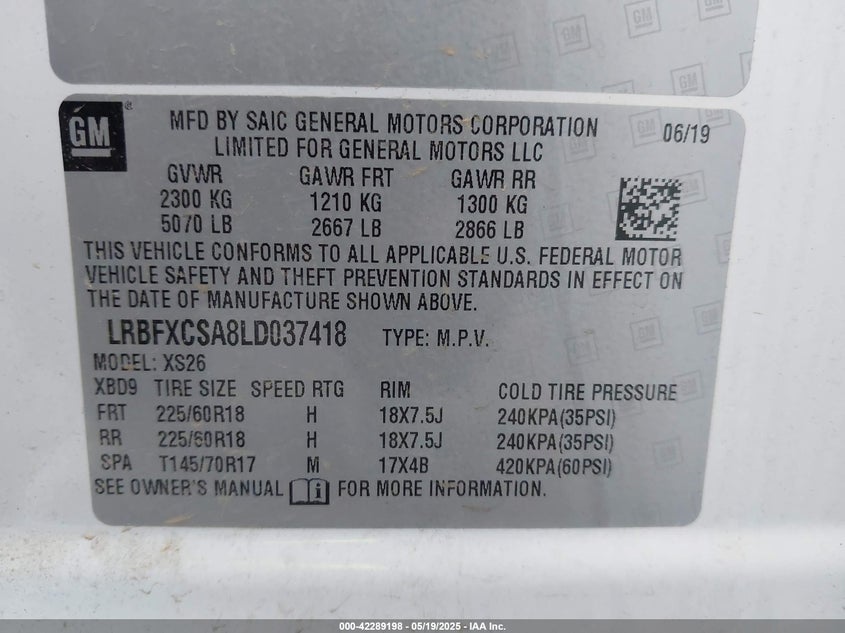 GM
GM
GM
GM ® MFD BY SAIC GENERAL MOTORS CORPORATION 06/19
LIMITED FOR GENERAL MOTORS LLC
GVWR GAWR FRT GAWR RR
2300 KG 1210 KG 1300 KG
5070 LB 2667 LB 2866 LB
THIS VEHICLE CONFORMS TO ALL APPLICABLE U.S. FEDERAL MOTOR
VEHICLE SAFETY AND THEFT PREVENTION STANDARDS IN EFFECT ON
THE DATE OF MANUFACTURE SHOWN ABOVE.
LRBFXCSA8LD037418 TYPE: M.P.V.
MODEL: XS26
XBD9 TIRE SIZE SPEED RTG RIM COLD TIRE PRESSURE
FRT 225/60R18 H 18X7.5J 240KPA(35PSI)
RR 225/60R18 H 18X7.5J 240KPA(35PSI)
SPA T145/70R17 M 17X4B 420KPA(60PSI)
SEE OWNER'S MANUAL FOR MORE INFORMATION.
000-42289198 - 05/19/2025 - IAA Inc.